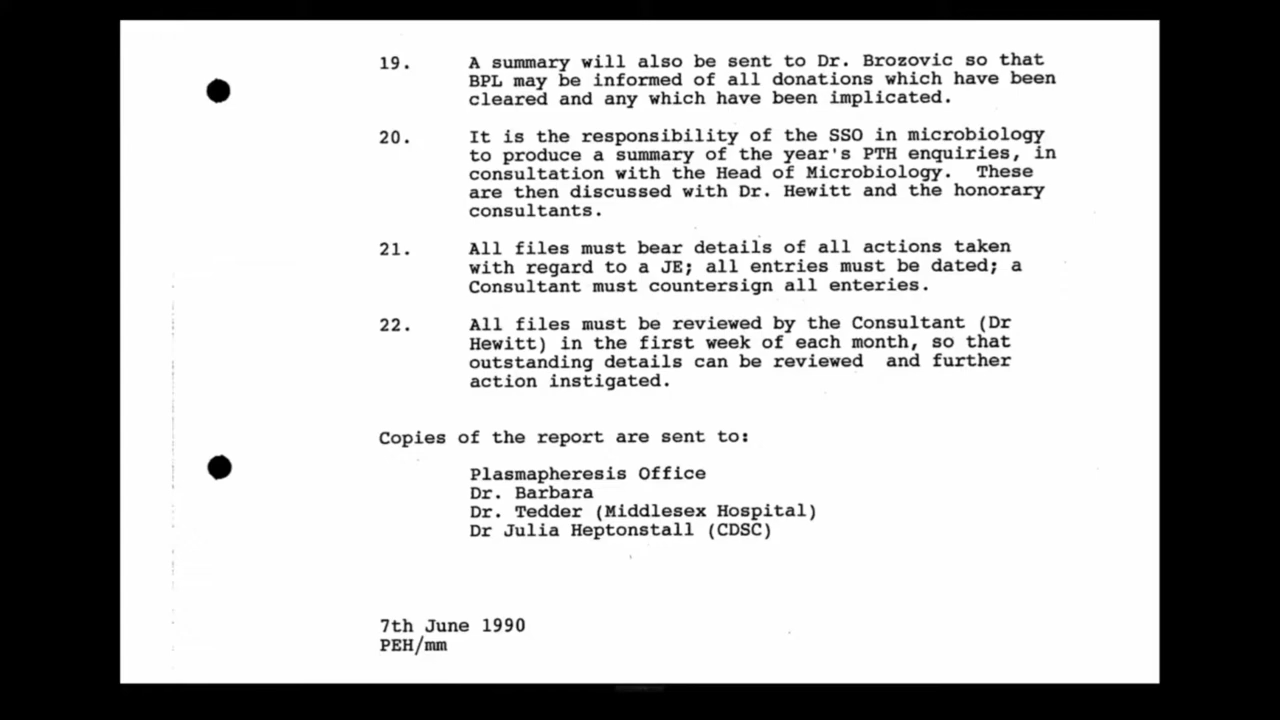 19. A summary will also be sent to Dr. Brozovic so that
BPL may be informed of all donations which have been
cleared and any which have been implicated.
20. It is the responsibility of the SSO in microbiology
to produce a summary of the year's PTH enquiries, in
consultation with the Head of Microbiology. These
are then discussed with Dr. Hewitt and the honorary
consultants.
21. All files must bear details of all actions taken
with regard to a JE; all entries must be dated; a
Consultant must countersign all enteries.
22. All files must be reviewed by the Consultant (Dr
Hewitt) in the first week of each month, so that
outstanding details can be reviewed and further
action instigated.
Copies of the report are sent to:
Plasmapheresis Office
Dr. Barbara
Dr. Tedder (Middlesex Hospital)
Dr Julia Heptonstall (CDSC)
7th June 1990
PEH/mm